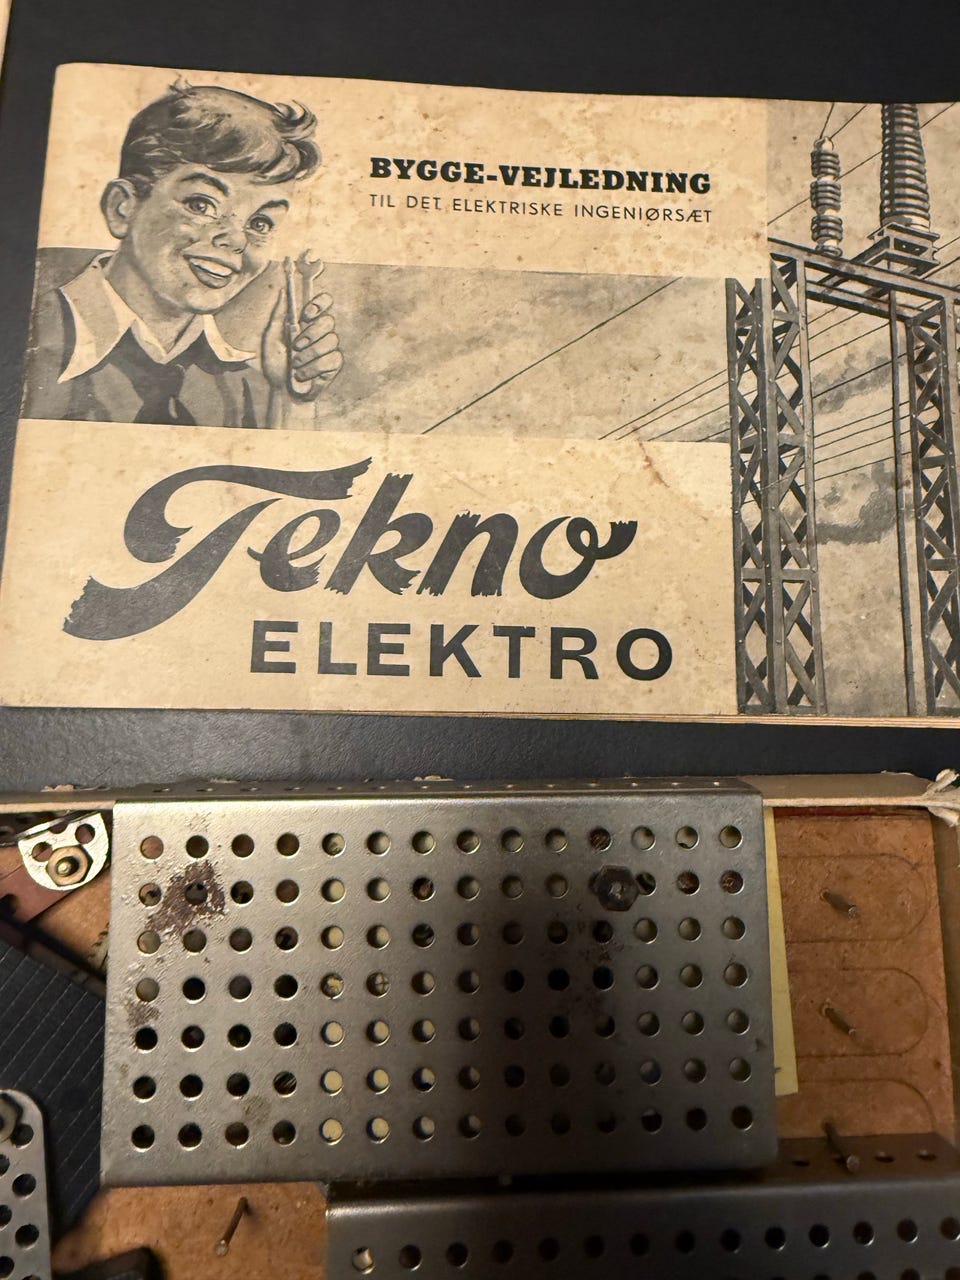 BYGGE-VEJLEDNING
TIL DET ELEKTRISKE INGENIØRSÆT
Tekno
ELEKTRO